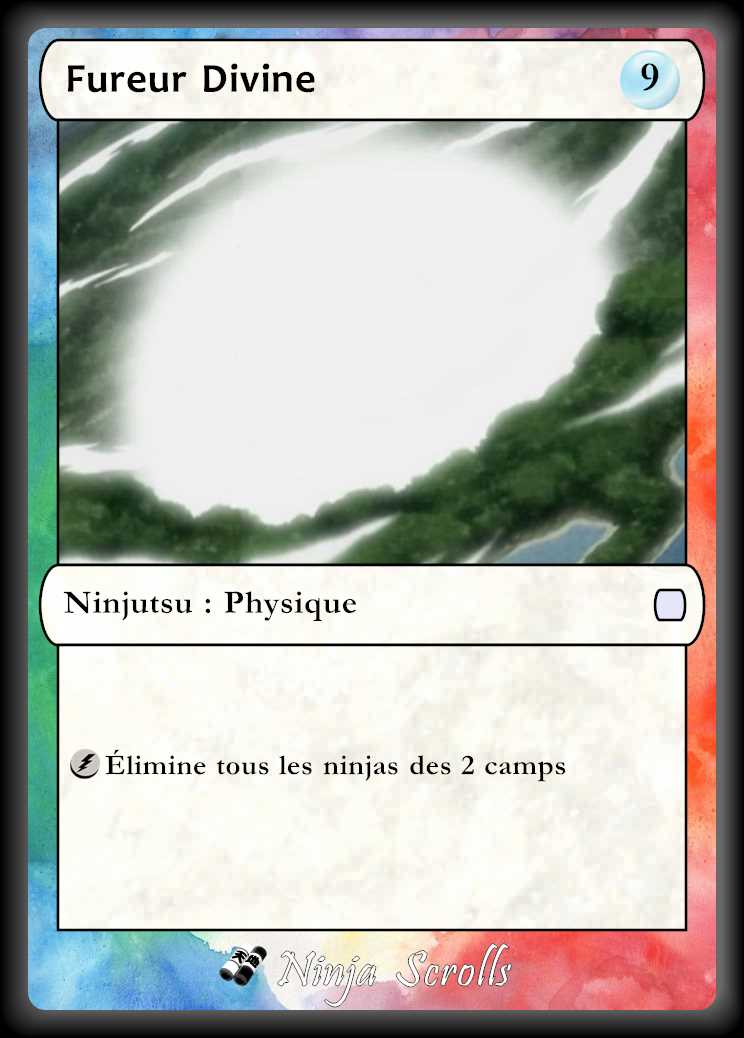 Fureur Divine
9
Ninjutsu : Physique
Élimine tous les ninjas des 2 camps
Ninja Scrolls